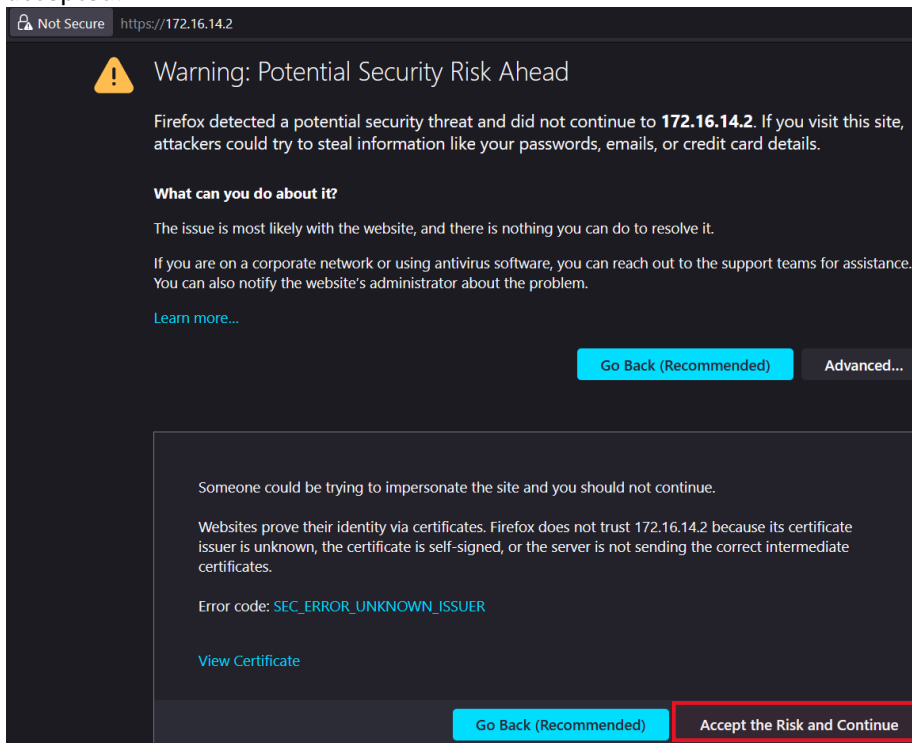 Not Secure https://172.16.14.2
Warning: Potential Security Risk Ahead
Firefox detected a potential security threat and did not continue to 172.16.14.2. If you visit this site,
attackers could try to steal information like your passwords, emails, or credit card details.
What can you do about it?
The issue is most likely with the website, and there is nothing you can do to resolve it.
If you are on a corporate network or using antivirus software, you can reach out to the support teams for assistance.
You can also notify the website's administrator about the problem.
Learn more...
Go Back (Recommended) Advanced...
Someone could be trying to impersonate the site and you should not continue.
Websites prove their identity via certificates. Firefox does not trust 172.16.14.2 because its certificate
issuer is unknown, the certificate is self-signed, or the server is not sending the correct intermediate
certificates.
Error code: SEC_ERROR_UNKNOWN_ISSUER
View Certificate
Go Back (Recommended) Accept the Risk and Continue